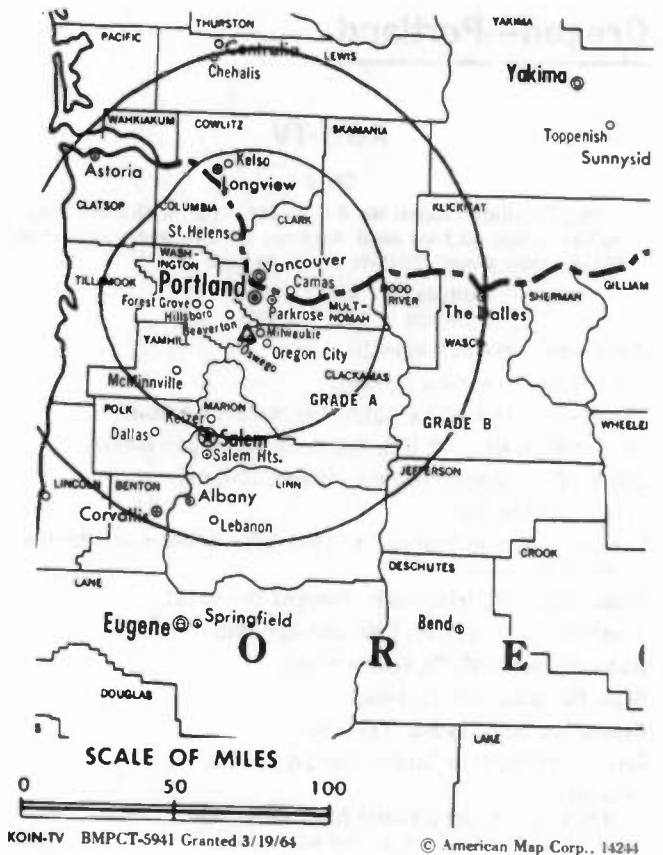 YAKIMA
THURSTON
PACIFIC
Centralia
LEWIS
Chehalis
Yakima
WAHKIAKUM
COWLITZ
SKAMANIA
Toppenish
Sunnysid
Astoria
Kelso
Longview
CLATSOP
COLUMBIA
CLARK
KLICKITAT
St.Helens
WASH-
INGTON
Vancouver
TILLAMOOK
Portland
Camas
HOOD
RIVER
SHERMAN
GILLIAM
Forest Grove
Parkrose
MULT-
NOMAH
The Dalles
Hillsboro
Beaverton
Milwaukie
WASCO
YAMHILL
Oswego
Oregon City
McMinnville
CLACKAMAS
GRADE A
GRADE B
POLK
MARION
Keizer
WHEELE
Dallas
Salem
Salem Hts.
JEFFERSON
LINCOLN
BENTON
LINN
Albany
Corvallis
Lebanon
CROOK
DESCHUTES
LANE
Eugene
Springfield
Bend
O R E
DOUGLAS
LAKE
SCALE OF MILES
0 50 100
KOIN-TV BMPCT-5941 Granted 3/19/64
© American Map Corp., 14244